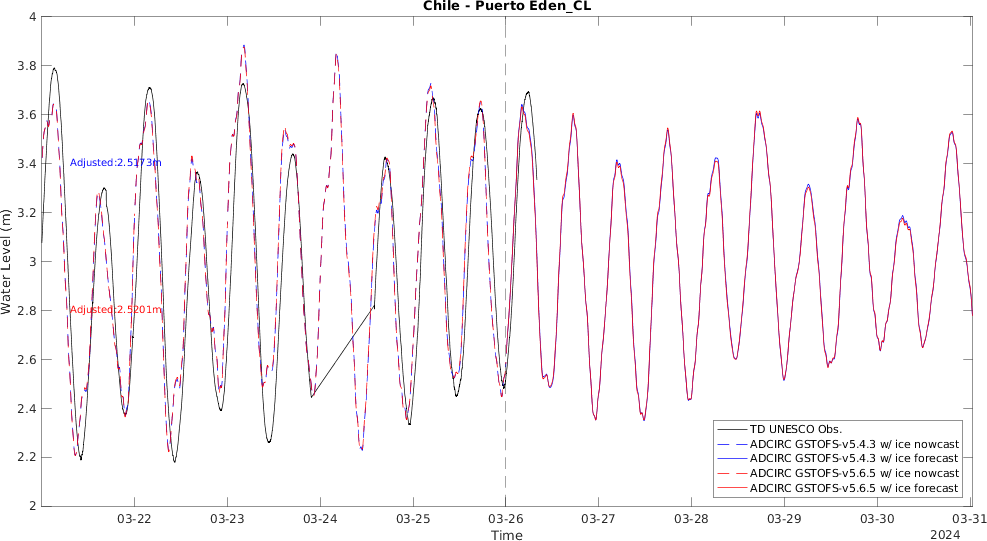 Chile - Puerto Eden_CL
4
3.8
3.6
3.4
3.2
3
2.8
2.6
2.4
2.2
2
Water Level (m)
Adjusted:2.5173m
Adjusted:2.5201m
TD UNESCO Obs.
ADCIRC GSTOFS-v5.4.3 w/ ice nowcast
ADCIRC GSTOFS-v5.4.3 w/ ice forecast
ADCIRC GSTOFS-v5.6.5 w/ ice nowcast
ADCIRC GSTOFS-v5.6.5 w/ ice forecast
03-22 03-23 03-24 03-25 03-26 03-27 03-28 03-29 03-30 03-31
Time
2024